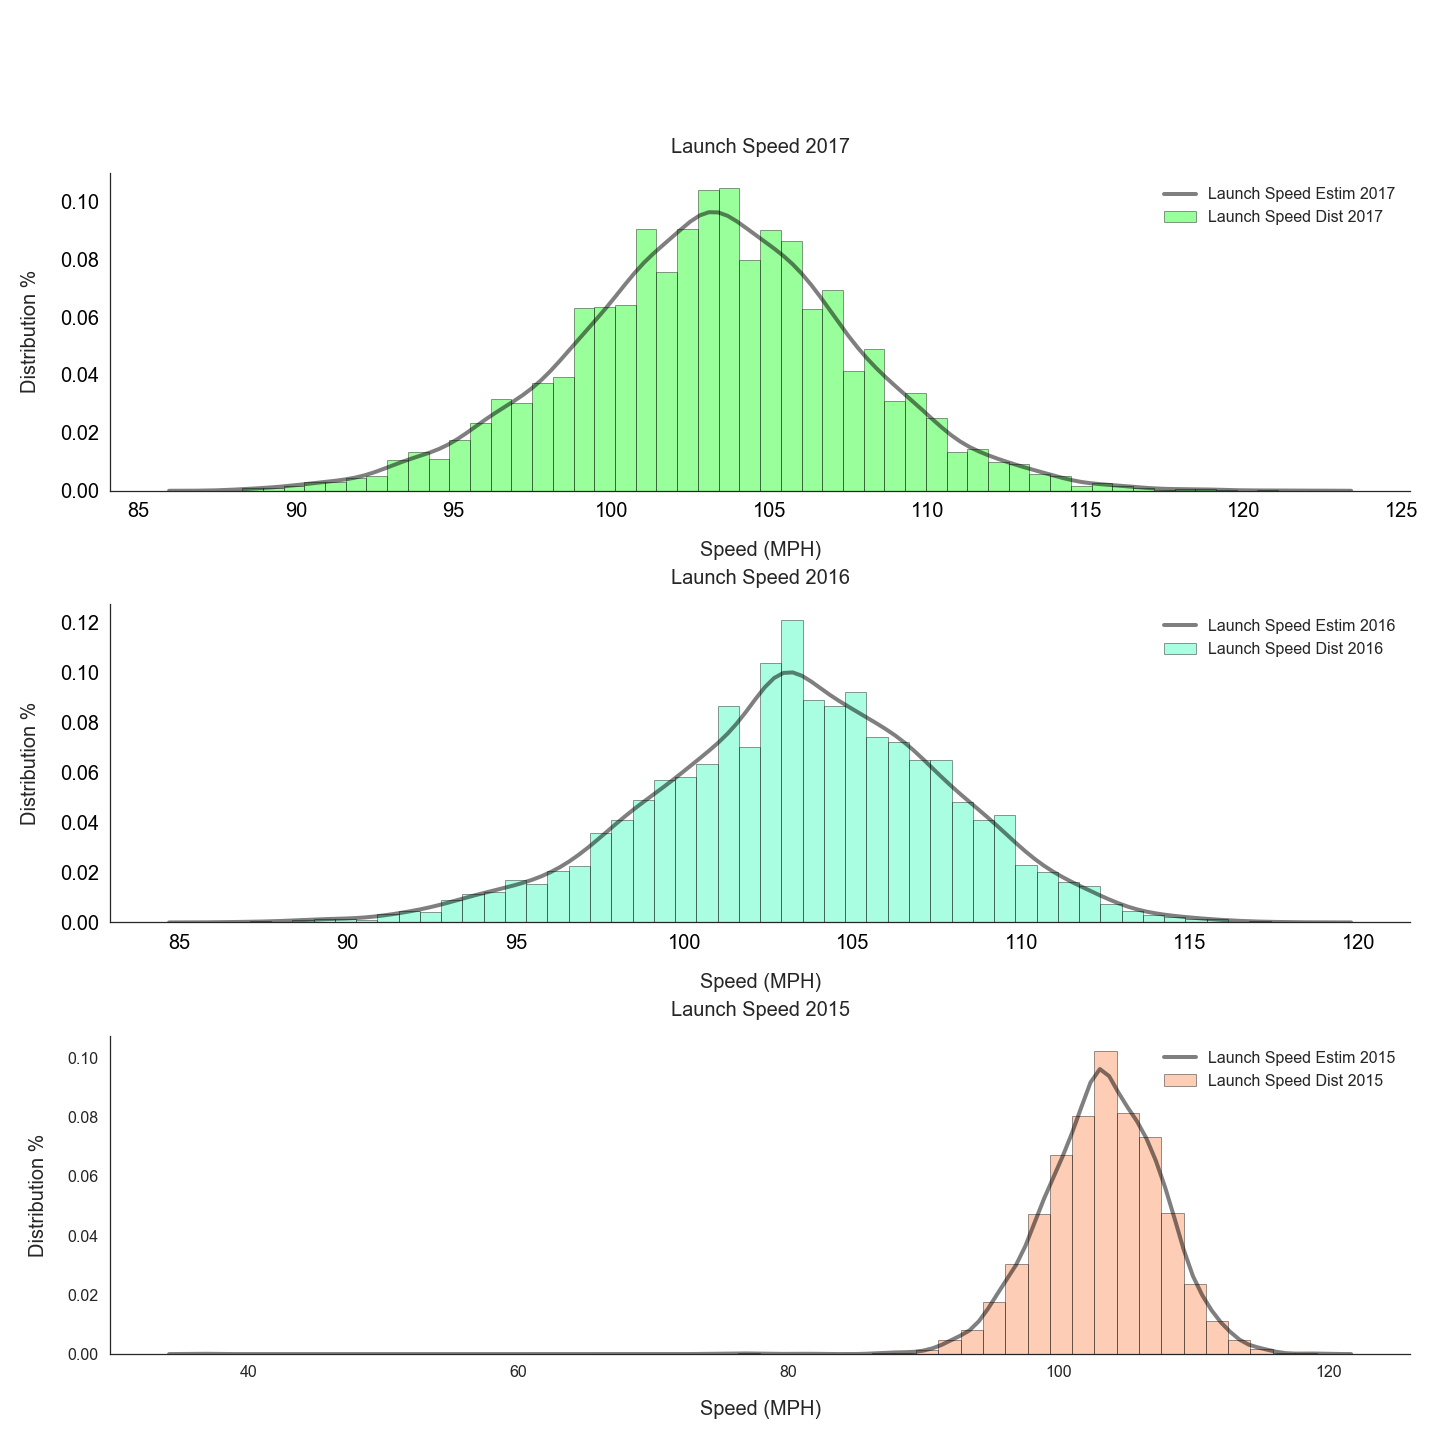 Launch Speed 2017
Launch Speed Estim 2017
Launch Speed Dist 2017
Distribution %
0.10
0.08
0.06
0.04
0.02
0.00
85 90 95 100 105 110 115 120 125
Speed (MPH)
Launch Speed 2016
Launch Speed Estim 2016
Launch Speed Dist 2016
Distribution %
0.12
0.10
0.08
0.06
0.04
0.02
0.00
85 90 95 100 105 110 115 120
Speed (MPH)
Launch Speed 2015
Launch Speed Estim 2015
Launch Speed Dist 2015
Distribution %
0.10
0.08
0.06
0.04
0.02
0.00
40 60 80 100 120
Speed (MPH)